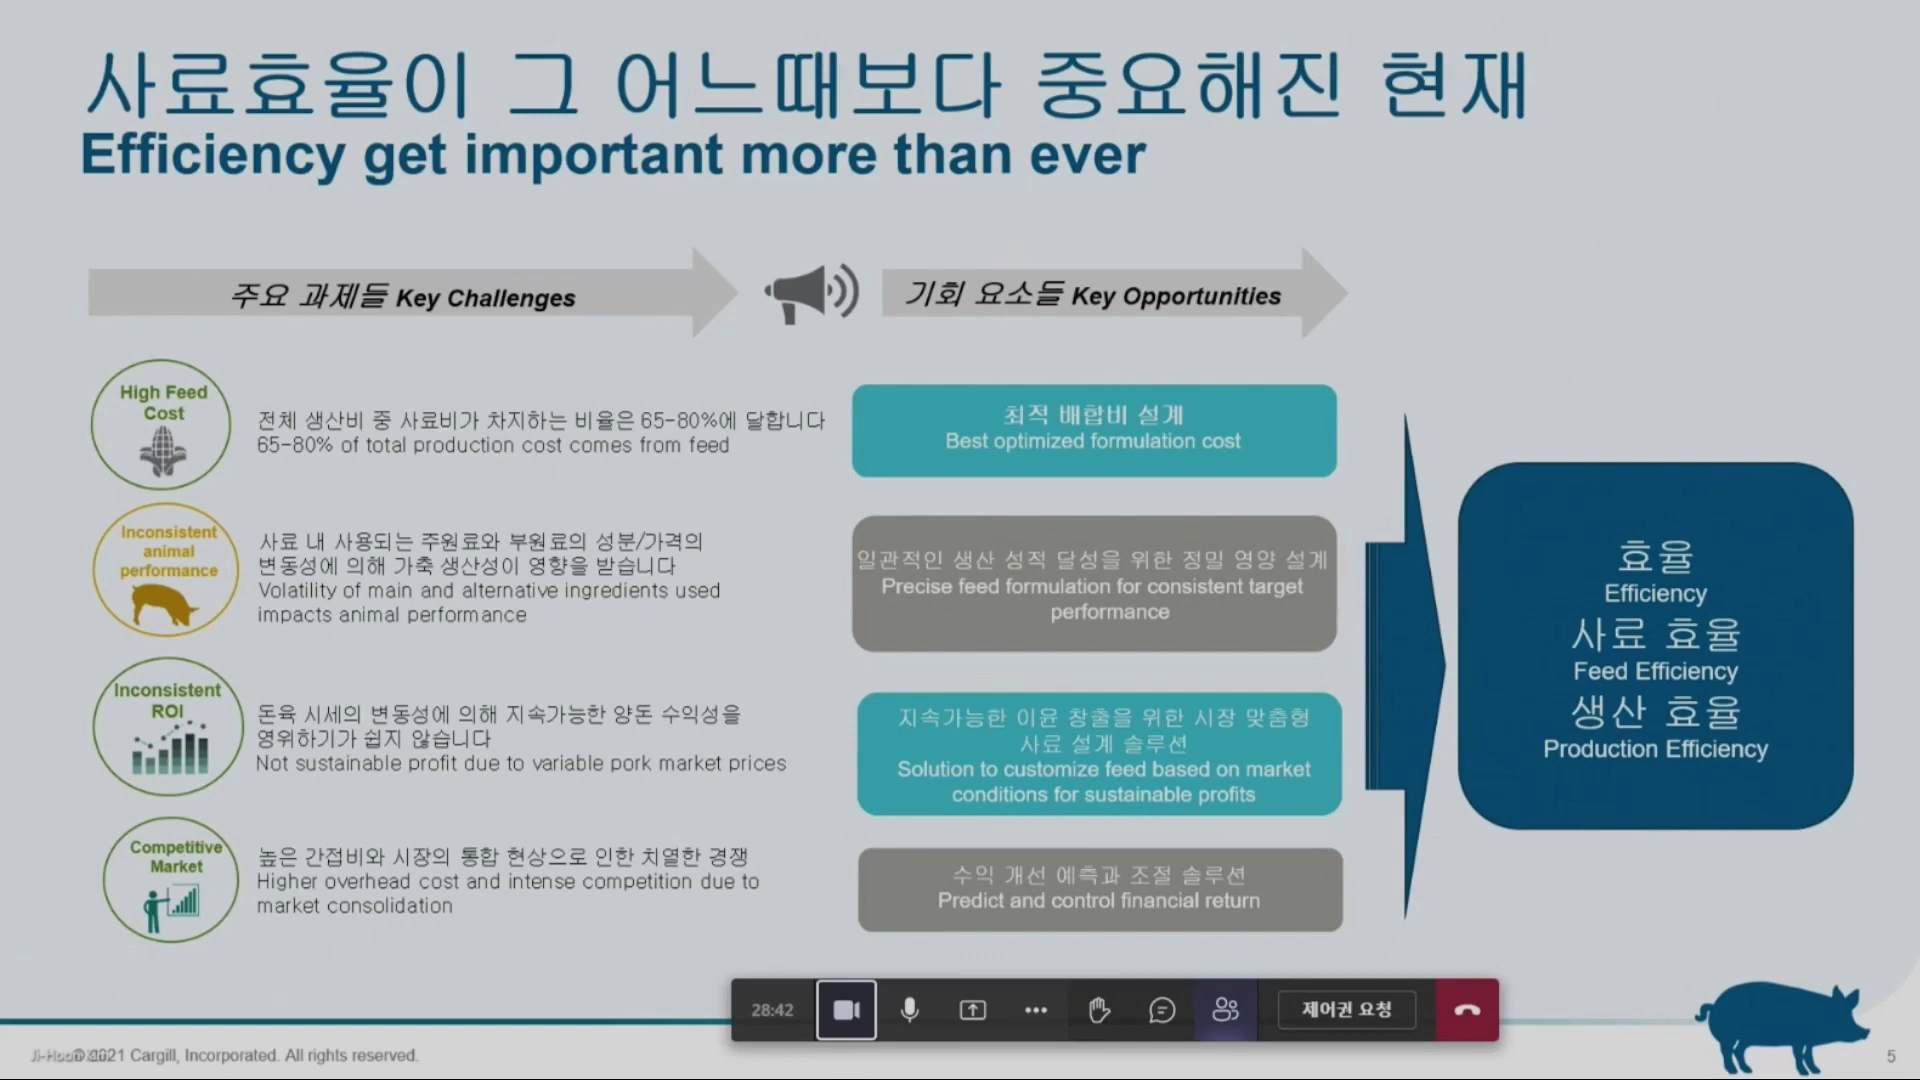 사료효율이 그 어느때보다 중요해진 현재
Efficiency get important more than ever
주요 과제들 Key Challenges
기회 요소들 Key Opportunities
High Feed
Cost
전체 생산비 중 사료비가 차지하는 비율은 65-80%에 달합니다
65-80% of total production cost comes from feed
최적 배합비 설계
Best optimized formulation cost
Inconsistent
animal
performance
사료 내 사용되는 주원료와 부원료의 성분/가격의
변동성에 의해 가축 생산성이 영향을 받습니다
Volatility of main and alternative ingredients used
impacts animal performance
일관적인 생산 성적 달성을 위한 정밀 영양 설계
Precise feed formulation for consistent target
performance
Inconsistent
ROI
돈육 시세의 변동성에 의해 지속가능한 양돈 수익성을
영위하기가 쉽지 않습니다
Not sustainable profit due to variable pork market prices
지속가능한 이윤 창출을 위한 시장 맞춤형
사료 설계 솔루션
Solution to customize feed based on market
conditions for sustainable profits
Competitive
Market
높은 간접비와 시장의 통합 현상으로 인한 치열한 경쟁
Higher overhead cost and intense competition due to
market consolidation
수익 개선 예측과 조절 솔루션
Predict and control financial return
효율
Efficiency
사료 효율
Feed Efficiency
생산 효율
Production Efficiency
28:42
제어권 요청
© 2021 Cargill, Incorporated. All rights reserved.
5